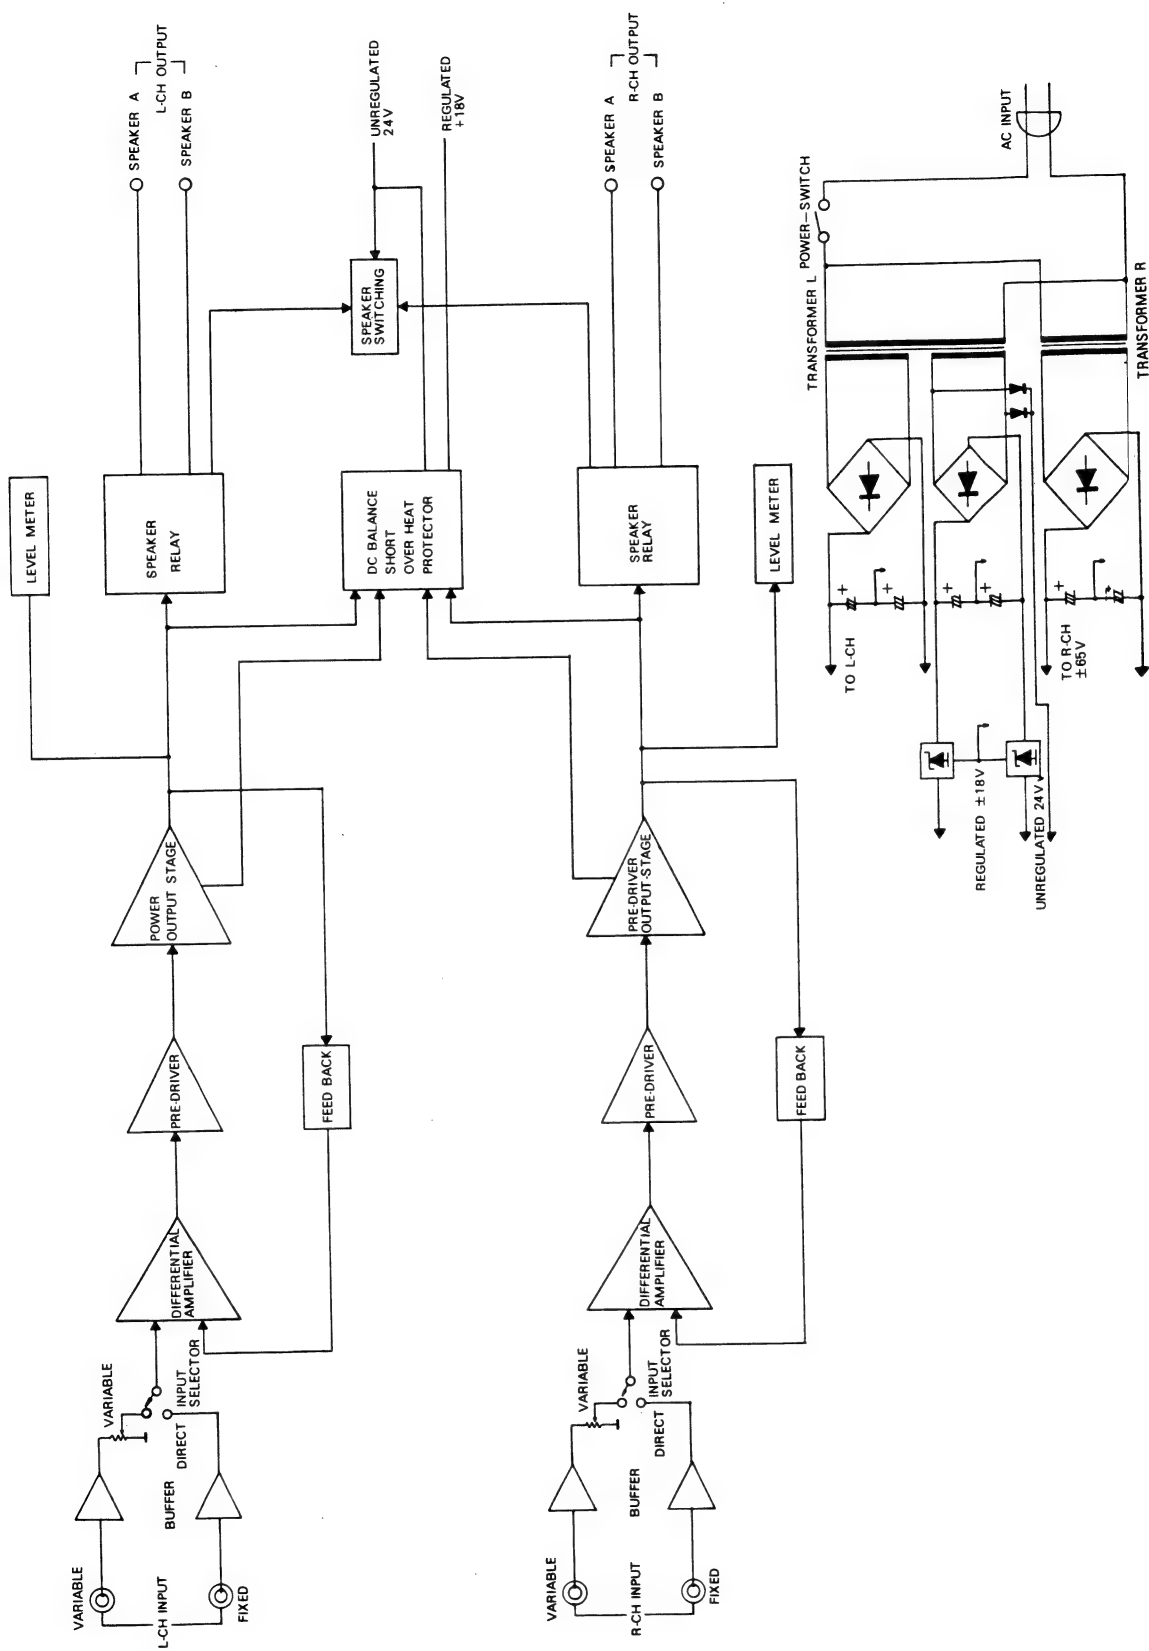 VARIABLE
L-CH INPUT
FIXED
BUFFER
VARIABLE
DIRECT
INPUT
SELECTOR
DIFFERENTIAL
AMPLIFIER
PRE-DRIVER
FEED BACK
POWER
OUTPUT STAGE
LEVEL METER
SPEAKER
RELAY
SPEAKER A
L-CH OUTPUT
SPEAKER B
DC BALANCE
SHORT
OVER HEAT
PROTECTOR
SPEAKER
SWITCHING
UNREGULATED
24V
REGULATED
+18V
VARIABLE
R-CH INPUT
FIXED
BUFFER
VARIABLE
DIRECT
INPUT
SELECTOR
DIFFERENTIAL
AMPLIFIER
PRE-DRIVER
FEED BACK
PRE-DRIVER
OUTPUT-STAGE
SPEAKER
RELAY
LEVEL METER
SPEAKER A
R-CH OUTPUT
SPEAKER B
TO L-CH
+
+
+
+
TO R-CH
±65V
REGULATED ±18V
UNREGULATED 24V
TRANSFORMER L
POWER-SWITCH
AC INPUT
TRANSFORMER R